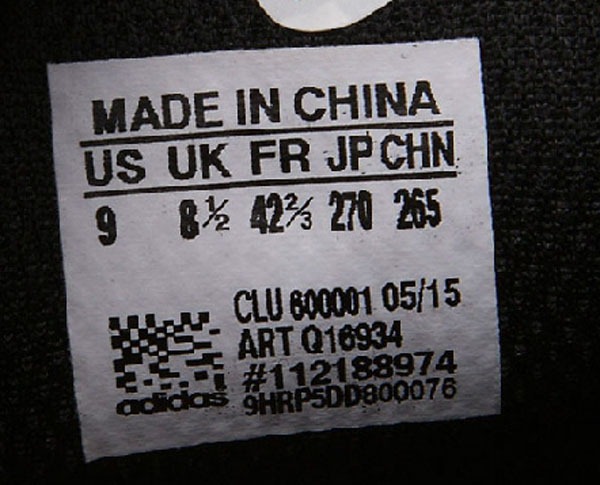 MADE IN CHINA
US UK FR JP CHN
9 8½ 42⅔ 270 265
CLU 600001 05/15
ART Q16934
#112188974
adidas 9HRP5DD800076